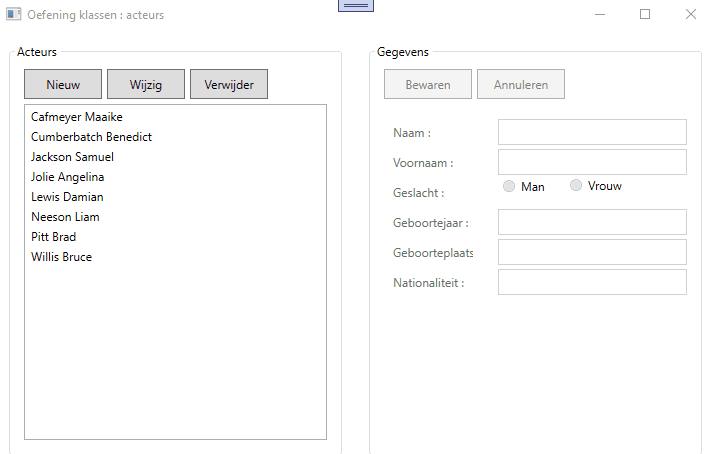 Oefening klassen : acteurs
Acteurs
Nieuw Wijzig Verwijder
Cafmeyer Maaike
Cumberbatch Benedict
Jackson Samuel
Jolie Angelina
Lewis Damian
Neeson Liam
Pitt Brad
Willis Bruce
Gegevens
Bewaren Annuleren
Naam :
Voornaam :
Geslacht : Man Vrouw
Geboortejaar :
Geboorteplaats
Nationaliteit :